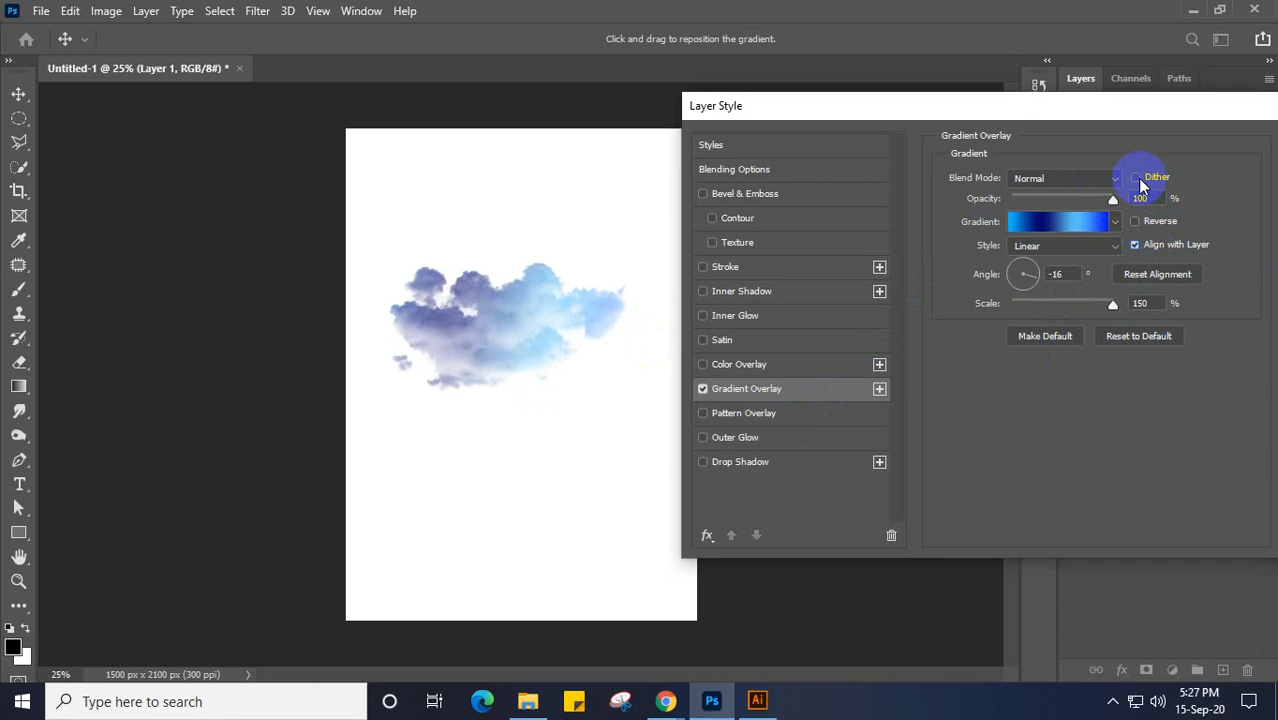 Ps File Edit Image Layer Type Select Filter 3D View Window Help
Click and drag to reposition the gradient.
Untitled-1 @ 25% (Layer 1, RGB/8#) * ×
Layers Channels Paths
Layer Style
Styles
Blending Options
Bevel & Emboss
Contour
Texture
Stroke
Inner Shadow
Inner Glow
Satin
Color Overlay
Gradient Overlay
Pattern Overlay
Outer Glow
Drop Shadow
fx
Gradient Overlay
Gradient
Blend Mode: Normal Dither
Opacity: 100 %
Gradient: Reverse
Style: Linear Align with Layer
Angle: -16 ° Reset Alignment
Scale: 150 %
Make Default Reset to Default
25% 1500 px x 2100 px (300 ppi)
fx
Type here to search
Ps Ai
5:27 PM
15-Sep-20